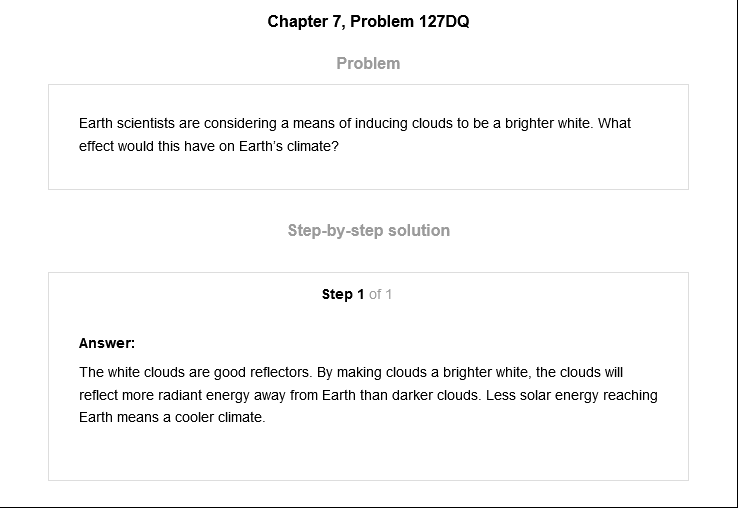 Chapter 7, Problem 127DQ
Problem
Earth scientists are considering a means of inducing clouds to be a brighter white. What
effect would this have on Earth's climate?
Step-by-step solution
Step 1 of 1
Answer:
The white clouds are good reflectors. By making clouds a brighter white, the clouds will
reflect more radiant energy away from Earth than darker clouds. Less solar energy reaching
Earth means a cooler climate.